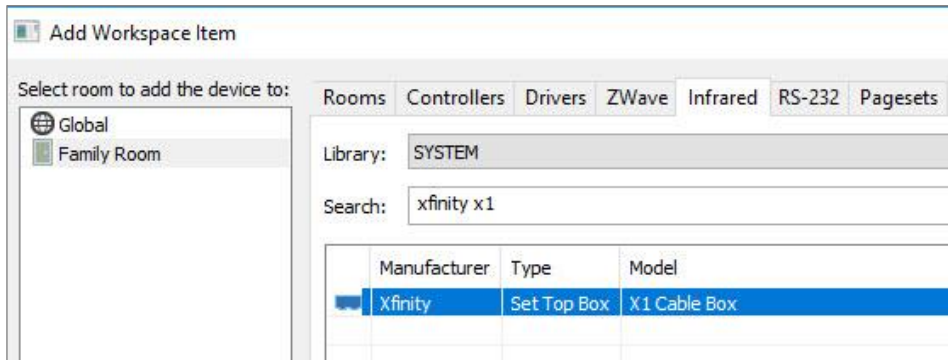 Add Workspace Item
Select room to add the device to:
Global
Family Room
Rooms Controllers Drivers ZWave Infrared RS-232 Pagesets
Library: SYSTEM
Search: xfinity x1
Manufacturer Type Model
Xfinity Set Top Box X1 Cable Box